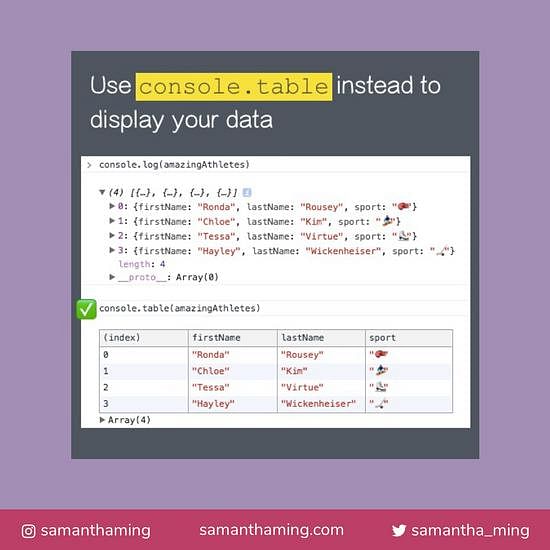 Use console.table instead to
display your data
> console.log(amazingAthletes)
▼ (4) [{…}, {…}, {…}, {…}] i
▶ 0: {firstName: "Ronda", lastName: "Rousey", sport: "🥊"}
▶ 1: {firstName: "Chloe", lastName: "Kim", sport: "🏂"}
▶ 2: {firstName: "Tessa", lastName: "Virtue", sport: "⛸"}
▶ 3: {firstName: "Hayley", lastName: "Wickenheiser", sport: "🏒"}
length: 4
▶ __proto__: Array(0)
✅ console.table(amazingAthletes)
(index) firstName lastName sport
0 "Ronda" "Rousey" "🥊"
1 "Chloe" "Kim" "🏂"
2 "Tessa" "Virtue" "⛸"
3 "Hayley" "Wickenheiser" "🏒"
▶ Array(4)
samanthaming samanthaming.com samantha_ming